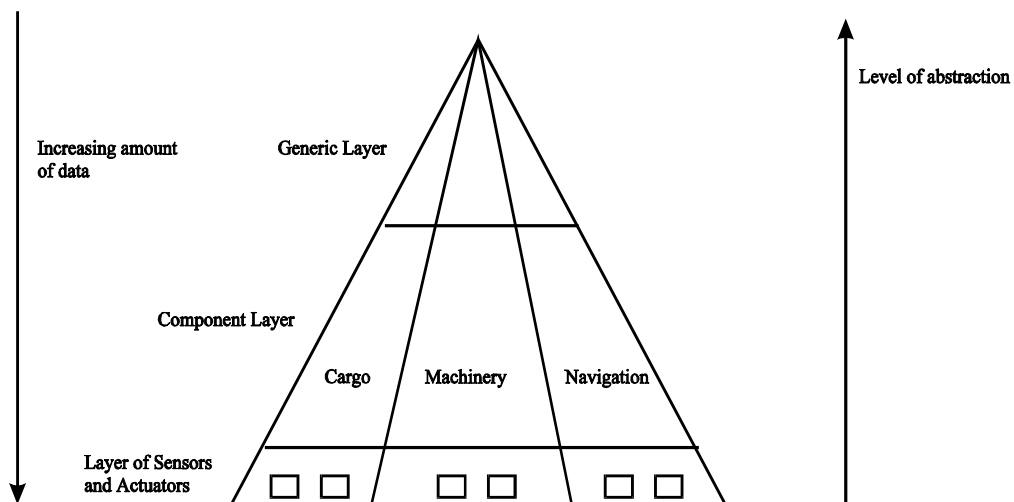 Level of abstraction
Increasing amount
of data
Generic Layer
Component Layer
Cargo
Machinery
Navigation
Layer of Sensors
and Actuators